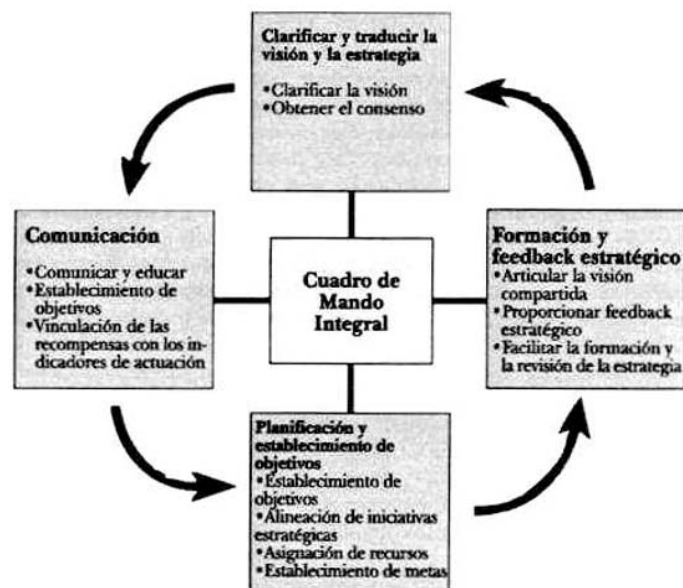 Clarificar y traducir la
visión y la estrategia
•Clarificar la visión
•Obtener el consenso
Comunicación
•Comunicar y educar
•Establecimiento de
objetivos
•Vinculación de las
recompensas con los in-
dicadores de actuación
Cuadro de
Mando
Integral
Formación y
feedback estratégico
•Articular la visión
compartida
•Proporcionar feedback
estratégico
•Facilitar la formación y
la revisión de la estrategia
Planificación y
establecimiento de
objetivos
•Establecimiento de
objetivos
•Alineación de iniciativas
estratégicas
•Asignación de recursos
•Establecimiento de metas